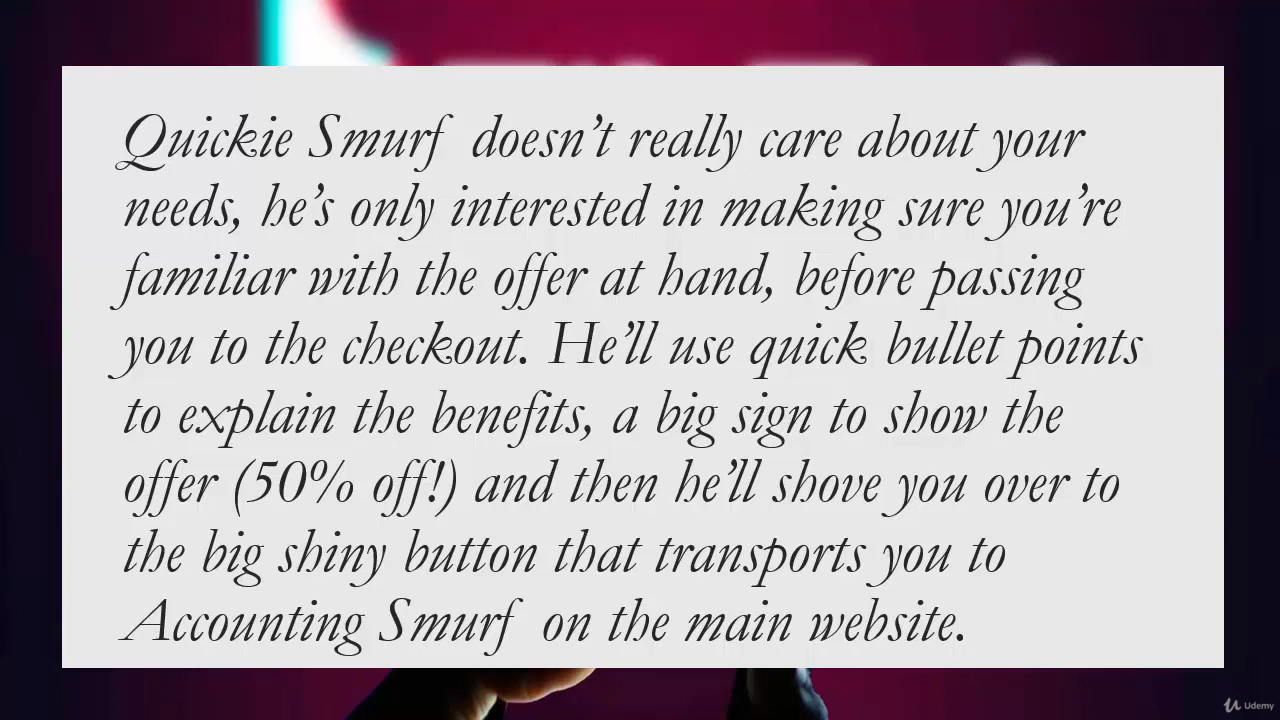 Quickie Smurf doesn't really care about your
needs, he's only interested in making sure you're
familiar with the offer at hand, before passing
you to the checkout. He'll use quick bullet points
to explain the benefits, a big sign to show the
offer (50% off!) and then he'll shove you over to
the big shiny button that transports you to
Accounting Smurf on the main website.
Udemy